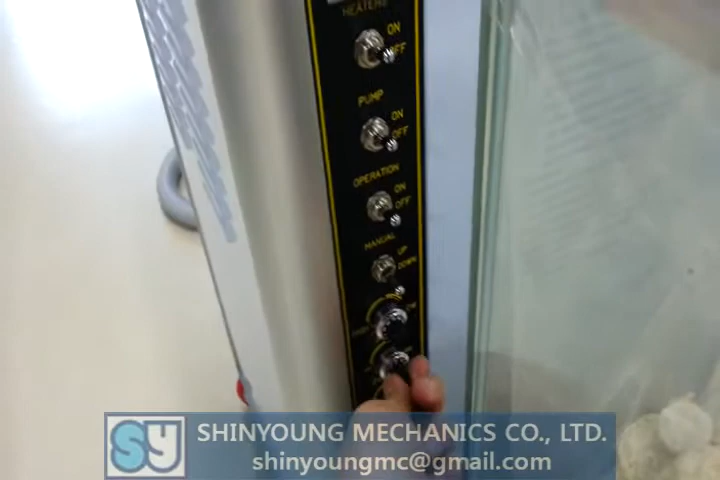 HEATERS
ON
OFF
PUMP
ON
OFF
OPERATION
ON
OFF
MANUAL
UP
DOWN
SY SHINYOUNG MECHANICS CO., LTD.
shinyoungmc@gmail.com